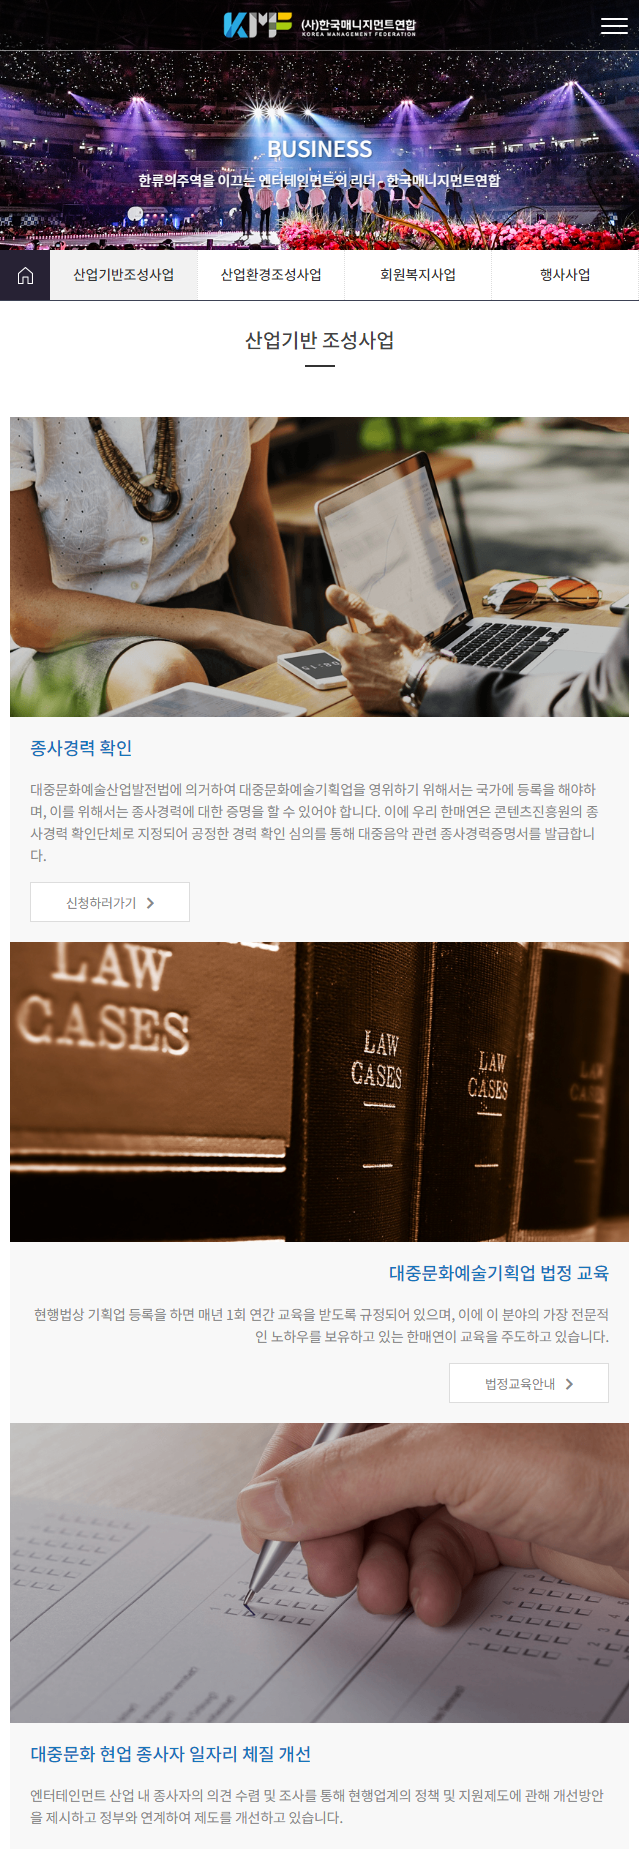 KMF (사)한국매니지먼트연합
KOREA MANAGEMENT FEDERATION
BUSINESS
한류의주역을 이끄는 엔터테인먼트의 리더 - 한국매니지먼트연합
산업기반조성사업
산업환경조성사업
회원복지사업
행사사업
산업기반 조성사업
종사경력 확인
대중문화예술산업발전법에 의거하여 대중문화예술기획업을 영위하기 위해서는 국가에 등록을 해야하
며, 이를 위해서는 종사경력에 대한 증명을 할 수 있어야 합니다. 이에 우리 한매연은 콘텐츠진흥원의 종
사경력 확인단체로 지정되어 공정한 경력 확인 심의를 통해 대중음악 관련 종사경력증명서를 발급합니
다.
신청하러가기
LAW
CASES
LAW
CASES
LAW
CASES
대중문화예술기획업 법정 교육
현행법상 기획업 등록을 하면 매년 1회 연간 교육을 받도록 규정되어 있으며, 이에 이 분야의 가장 전문적
인 노하우를 보유하고 있는 한매연이 교육을 주도하고 있습니다.
법정교육안내
대중문화 현업 종사자 일자리 체질 개선
엔터테인먼트 산업 내 종사자의 의견 수렴 및 조사를 통해 현행업계의 정책 및 지원제도에 관해 개선방안
을 제시하고 정부와 연계하여 제도를 개선하고 있습니다.